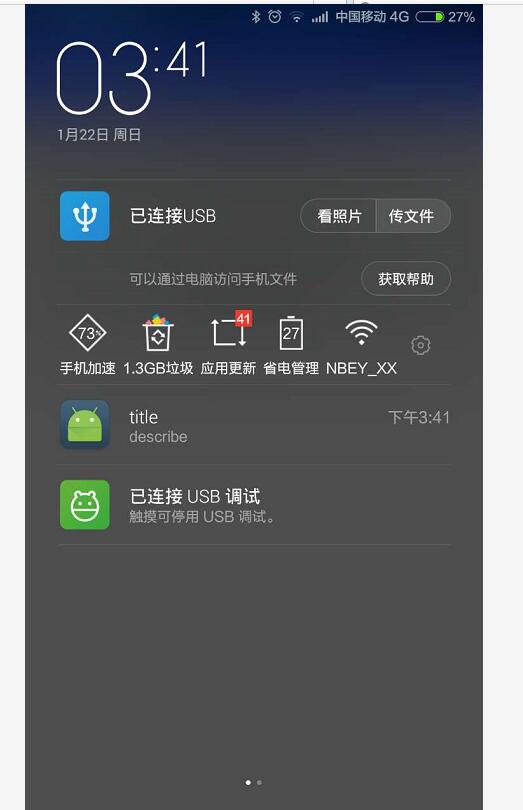 中国移动 4G 27%
03:41
1月22日 周日
已连接USB 看照片 传文件
可以通过电脑访问手机文件 获取帮助
73% 41 27
手机加速 1.3GB垃圾 应用更新 省电管理 NBEY_XX
title 下午3:41
describe
已连接 USB 调试
触摸可停用 USB 调试。